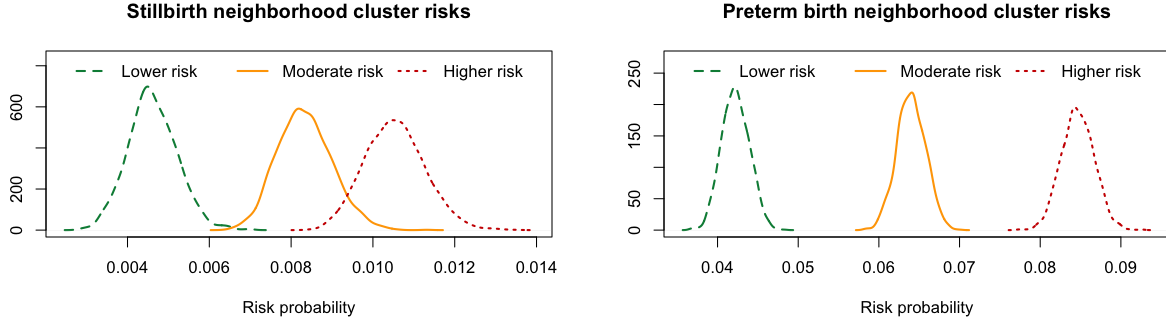 Stillbirth neighborhood cluster risks
Lower risk Moderate risk Higher risk
600
200
0
0.004 0.006 0.008 0.010 0.012 0.014
Risk probability
Preterm birth neighborhood cluster risks
Lower risk Moderate risk Higher risk
250
150
50
0
0.04 0.05 0.06 0.07 0.08 0.09
Risk probability